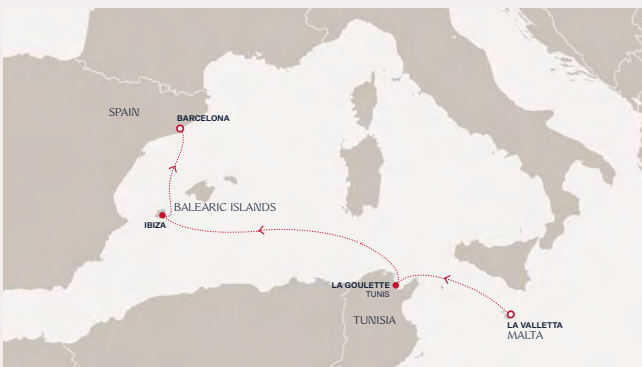 SPAIN
BARCELONA
BALEARIC ISLANDS
IBIZA
LA GOULETTE
TUNIS
TUNISIA
LA VALLETTA
MALTA